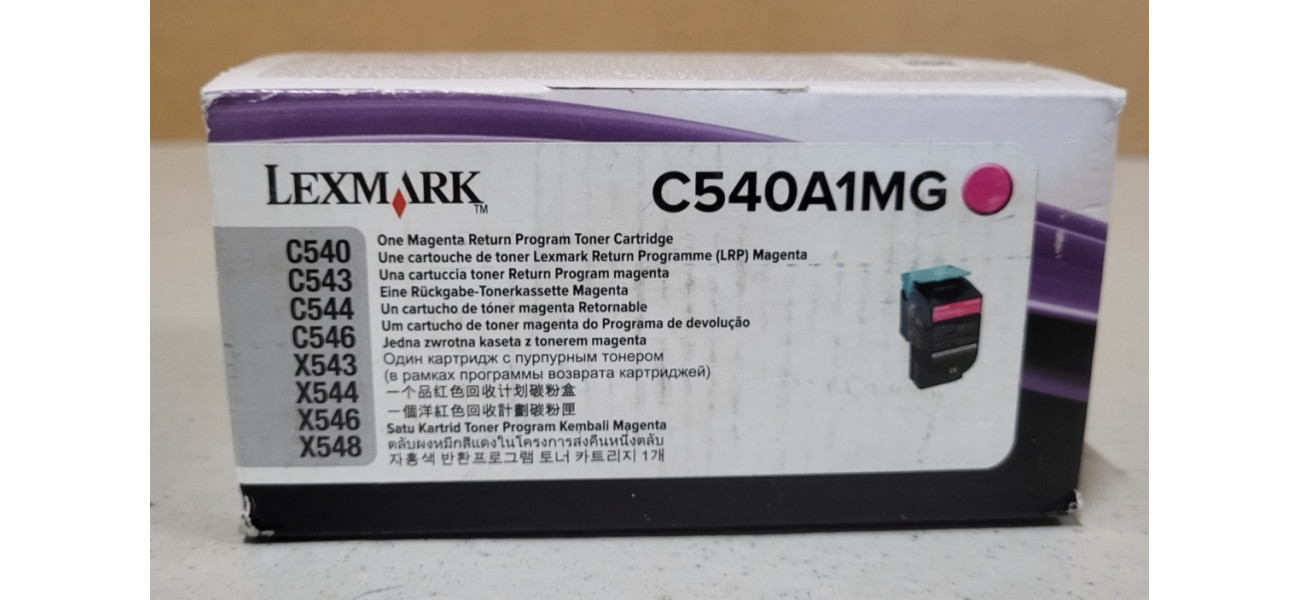 LEXMARK™
C540A1MG
C540
C543
C544
C546
X543
X544
X546
X548
One Magenta Return Program Toner Cartridge
Une cartouche de toner Lexmark Return Programme (LRP) Magenta
Una cartuccia toner Return Program magenta
Eine Rückgabe-Tonerkassette Magenta
Un cartucho de tóner magenta Retornable
Um cartucho de toner magenta do Programa de devolução
Jedna zwrotna kaseta z tonerem magenta
Один картридж с пурпурным тонером
(в рамках программы возврата картриджей)
一个品红色回收计划碳粉盒
一個洋紅色回收計劃碳粉匣
Satu Kartrid Toner Program Kembali Magenta
ตลับผงหมึกสีแดงในโครงการส่งคืนหนึ่งตลับ
자홍색 반환프로그램 토너 카트리지 1개